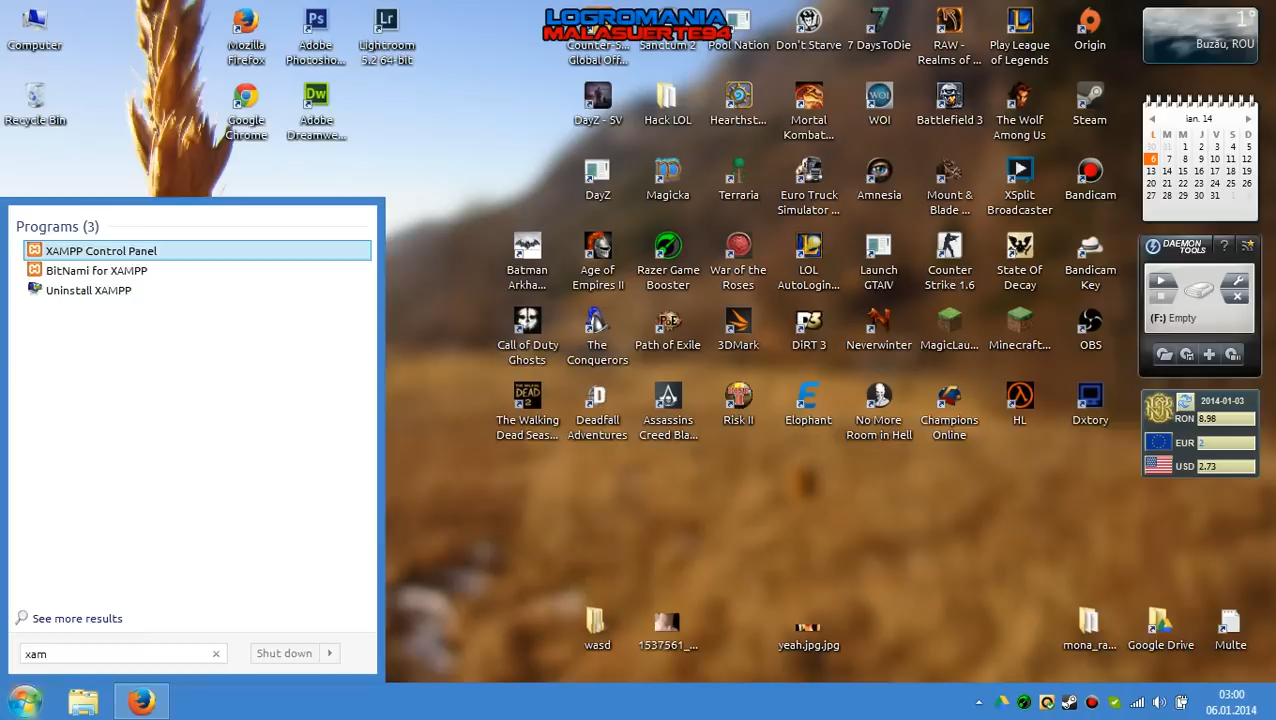 Computer
Mozilla
Firefox
Adobe
Photosho...
Lightroom
5.2 64-bit
LOGROMANIA
MALASUERTE94
Counter-S...
Global Off...
Sanctum 2
Pool Nation
Don't Starve
7 DaysToDie
RAW -
Realms of ...
Play League
of Legends
Origin
1°
Buzău, ROU
Recycle Bin
Google
Chrome
Adobe
Dreamwe...
DayZ - SV
Hack LOL
Hearthst...
Mortal
Kombat...
WOI
Battlefield 3
The Wolf
Among Us
Steam
ian. 14
L M M J V S D
30 31 1 2 3 4 5
6 7 8 9 10 11 12
13 14 15 16 17 18 19
20 21 22 23 24 25 26
27 28 29 30 31
DayZ
Magicka
Terraria
Euro Truck
Simulator ...
Amnesia
Mount &
Blade ...
XSplit
Broadcaster
Bandicam
Batman
Arkha...
Age of
Empires II
Razer Game
Booster
War of the
Roses
LOL
AutoLogin...
Launch
GTAIV
Counter
Strike 1.6
State Of
Decay
Bandicam
Key
DAEMON
TOOLS
?
(F:) Empty
Call of Duty
Ghosts
The
Conquerors
Path of Exile
3DMark
DiRT 3
Neverwinter
MagicLau...
Minecraft...
OBS
The Walking
Dead Seas...
Deadfall
Adventures
Assassins
Creed Bla...
Risk II
Elophant
No More
Room in Hell
Champions
Online
HL
Dxtory
2014-01-03
RON 8.98
EUR 2
USD 2.73
Programs (3)
XAMPP Control Panel
BitNami for XAMPP
Uninstall XAMPP
See more results
xam
Shut down
wasd
1537561_...
yeah.jpg.jpg
mona_ra...
Google Drive
Multe
03:00
06.01.2014